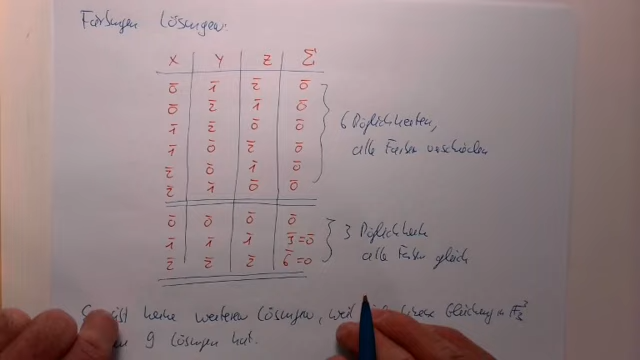 Färbungen Lösungen:
X Y Z Σ
0̄ 1̄ 2̄ 0̄
0̄ 2̄ 1̄ 0̄
1̄ 2̄ 0̄ 0̄
1̄ 0̄ 2̄ 0̄
2̄ 0̄ 1̄ 0̄
2̄ 1̄ 0̄ 0̄
6 Möglichkeiten,
alle Farben verschieden
0̄ 0̄ 0̄ 0̄
1̄ 1̄ 1̄ 3̄=0̄
2̄ 2̄ 2̄ 6̄=0
3 Möglichkeiten
alle Farben gleich
ist keine weiteren Lösungen, weil Gleichung in
9 Lösungen hat.